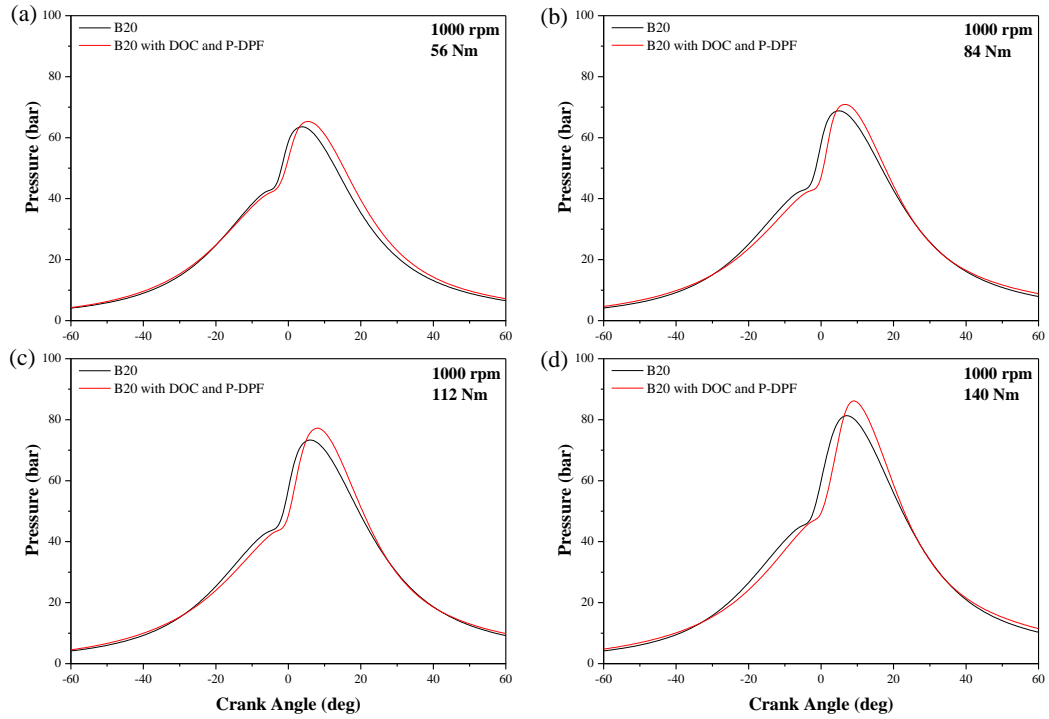 (a)
B20
B20 with DOC and P-DPF
1000 rpm
56 Nm
100
80
60
40
20
0
Pressure (bar)
-60
-40
-20
0
20
40
60
(b)
B20
B20 with DOC and P-DPF
1000 rpm
84 Nm
100
80
60
40
20
0
Pressure (bar)
-60
-40
-20
0
20
40
60
(c)
B20
B20 with DOC and P-DPF
1000 rpm
112 Nm
100
80
60
40
20
0
Pressure (bar)
-60
-40
-20
0
20
40
60
Crank Angle (deg)
(d)
B20
B20 with DOC and P-DPF
1000 rpm
140 Nm
100
80
60
40
20
0
Pressure (bar)
-60
-40
-20
0
20
40
60
Crank Angle (deg)